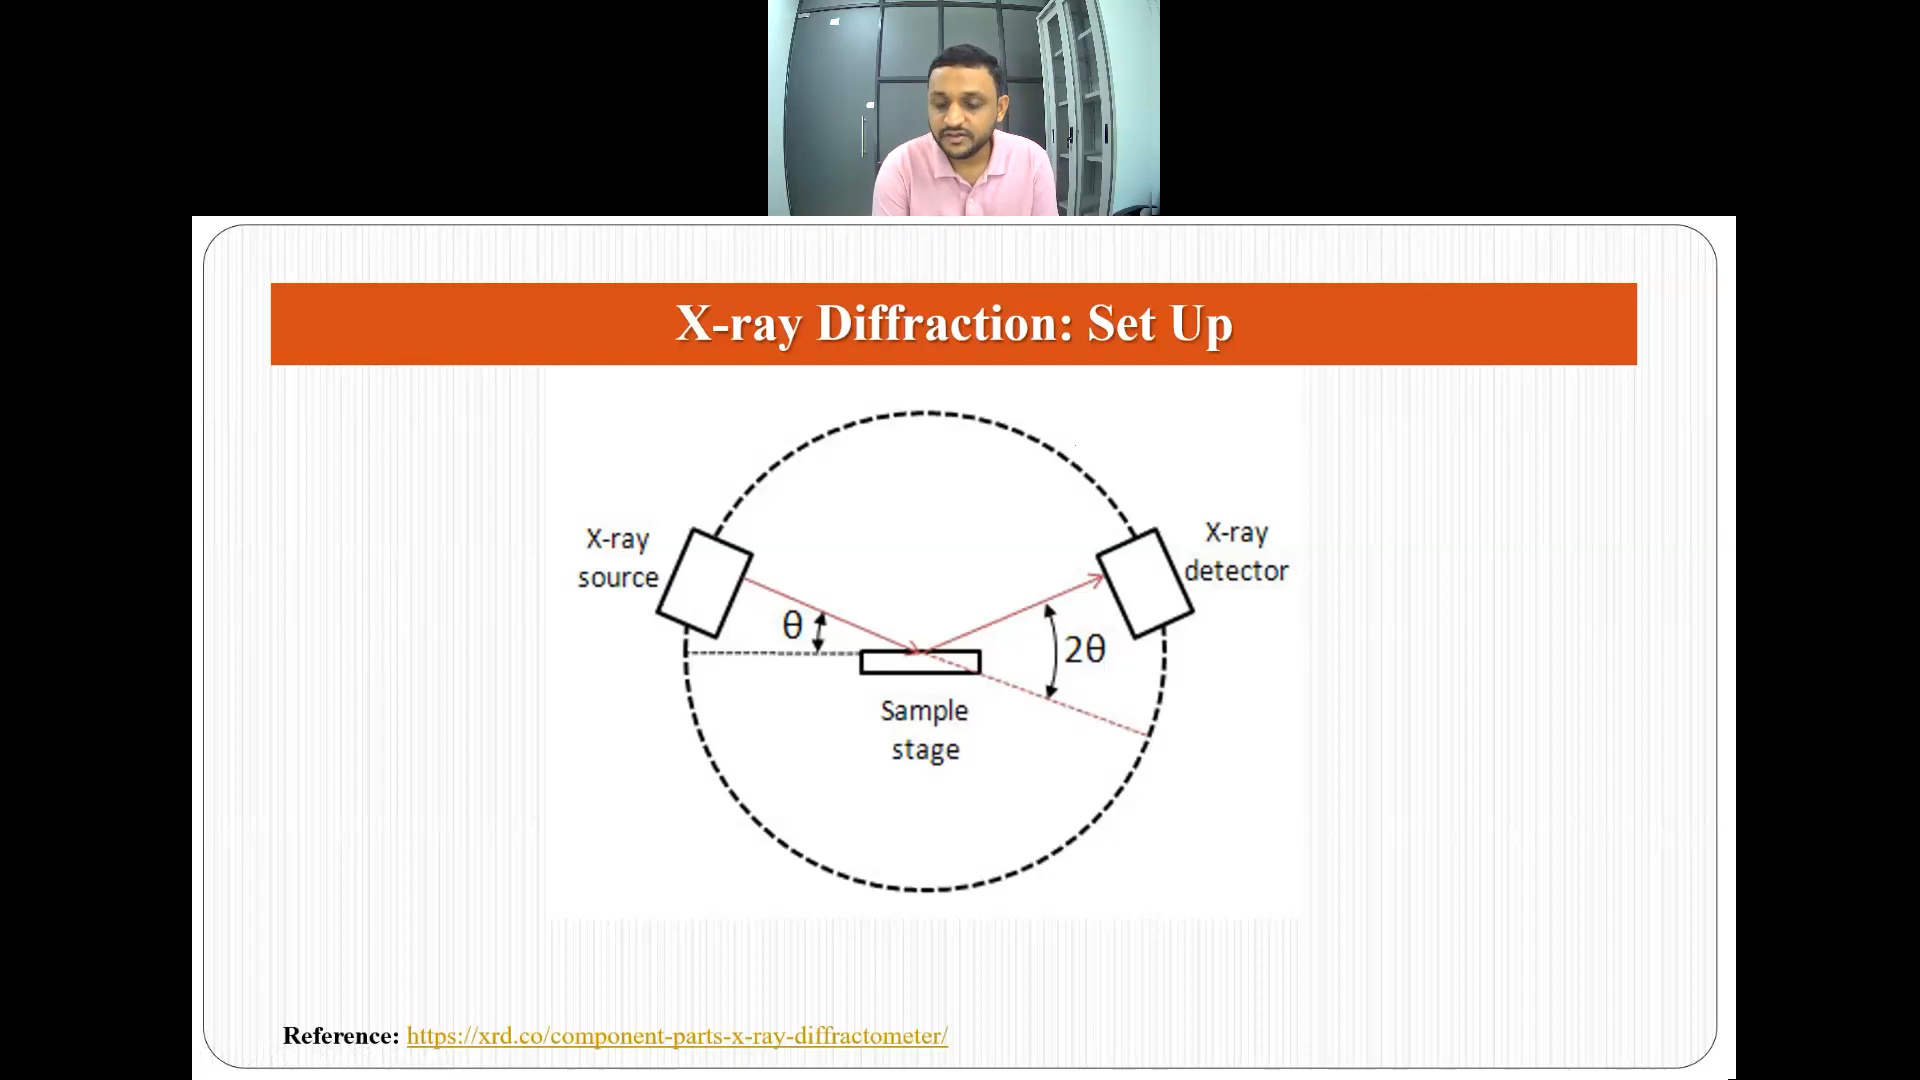 X-ray Diffraction: Set Up
X-ray
source
X-ray
detector
θ
2θ
Sample
stage
Reference: https://xrd.co/component-parts-x-ray-diffractometer/